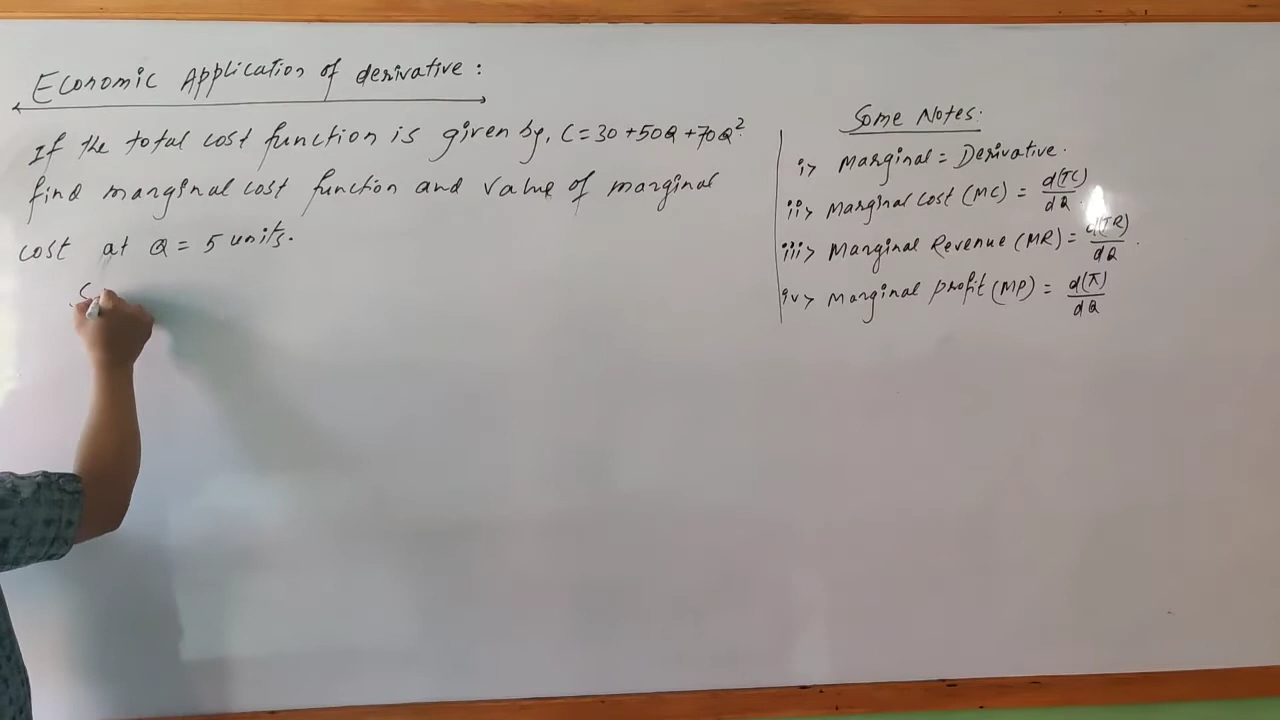 Economic Application of derivative:
If the total cost function is given by, C = 30 + 50Q + 70Q²
find marginal cost function and value of marginal
cost at Q = 5 units.
S
Some Notes:
i> Marginal = Derivative.
ii> Marginal cost (MC) = d(TC)/dQ.
iii> Marginal Revenue (MR) = d(TR)/dQ.
iv> Marginal profit (MP) = d(π)/dQ